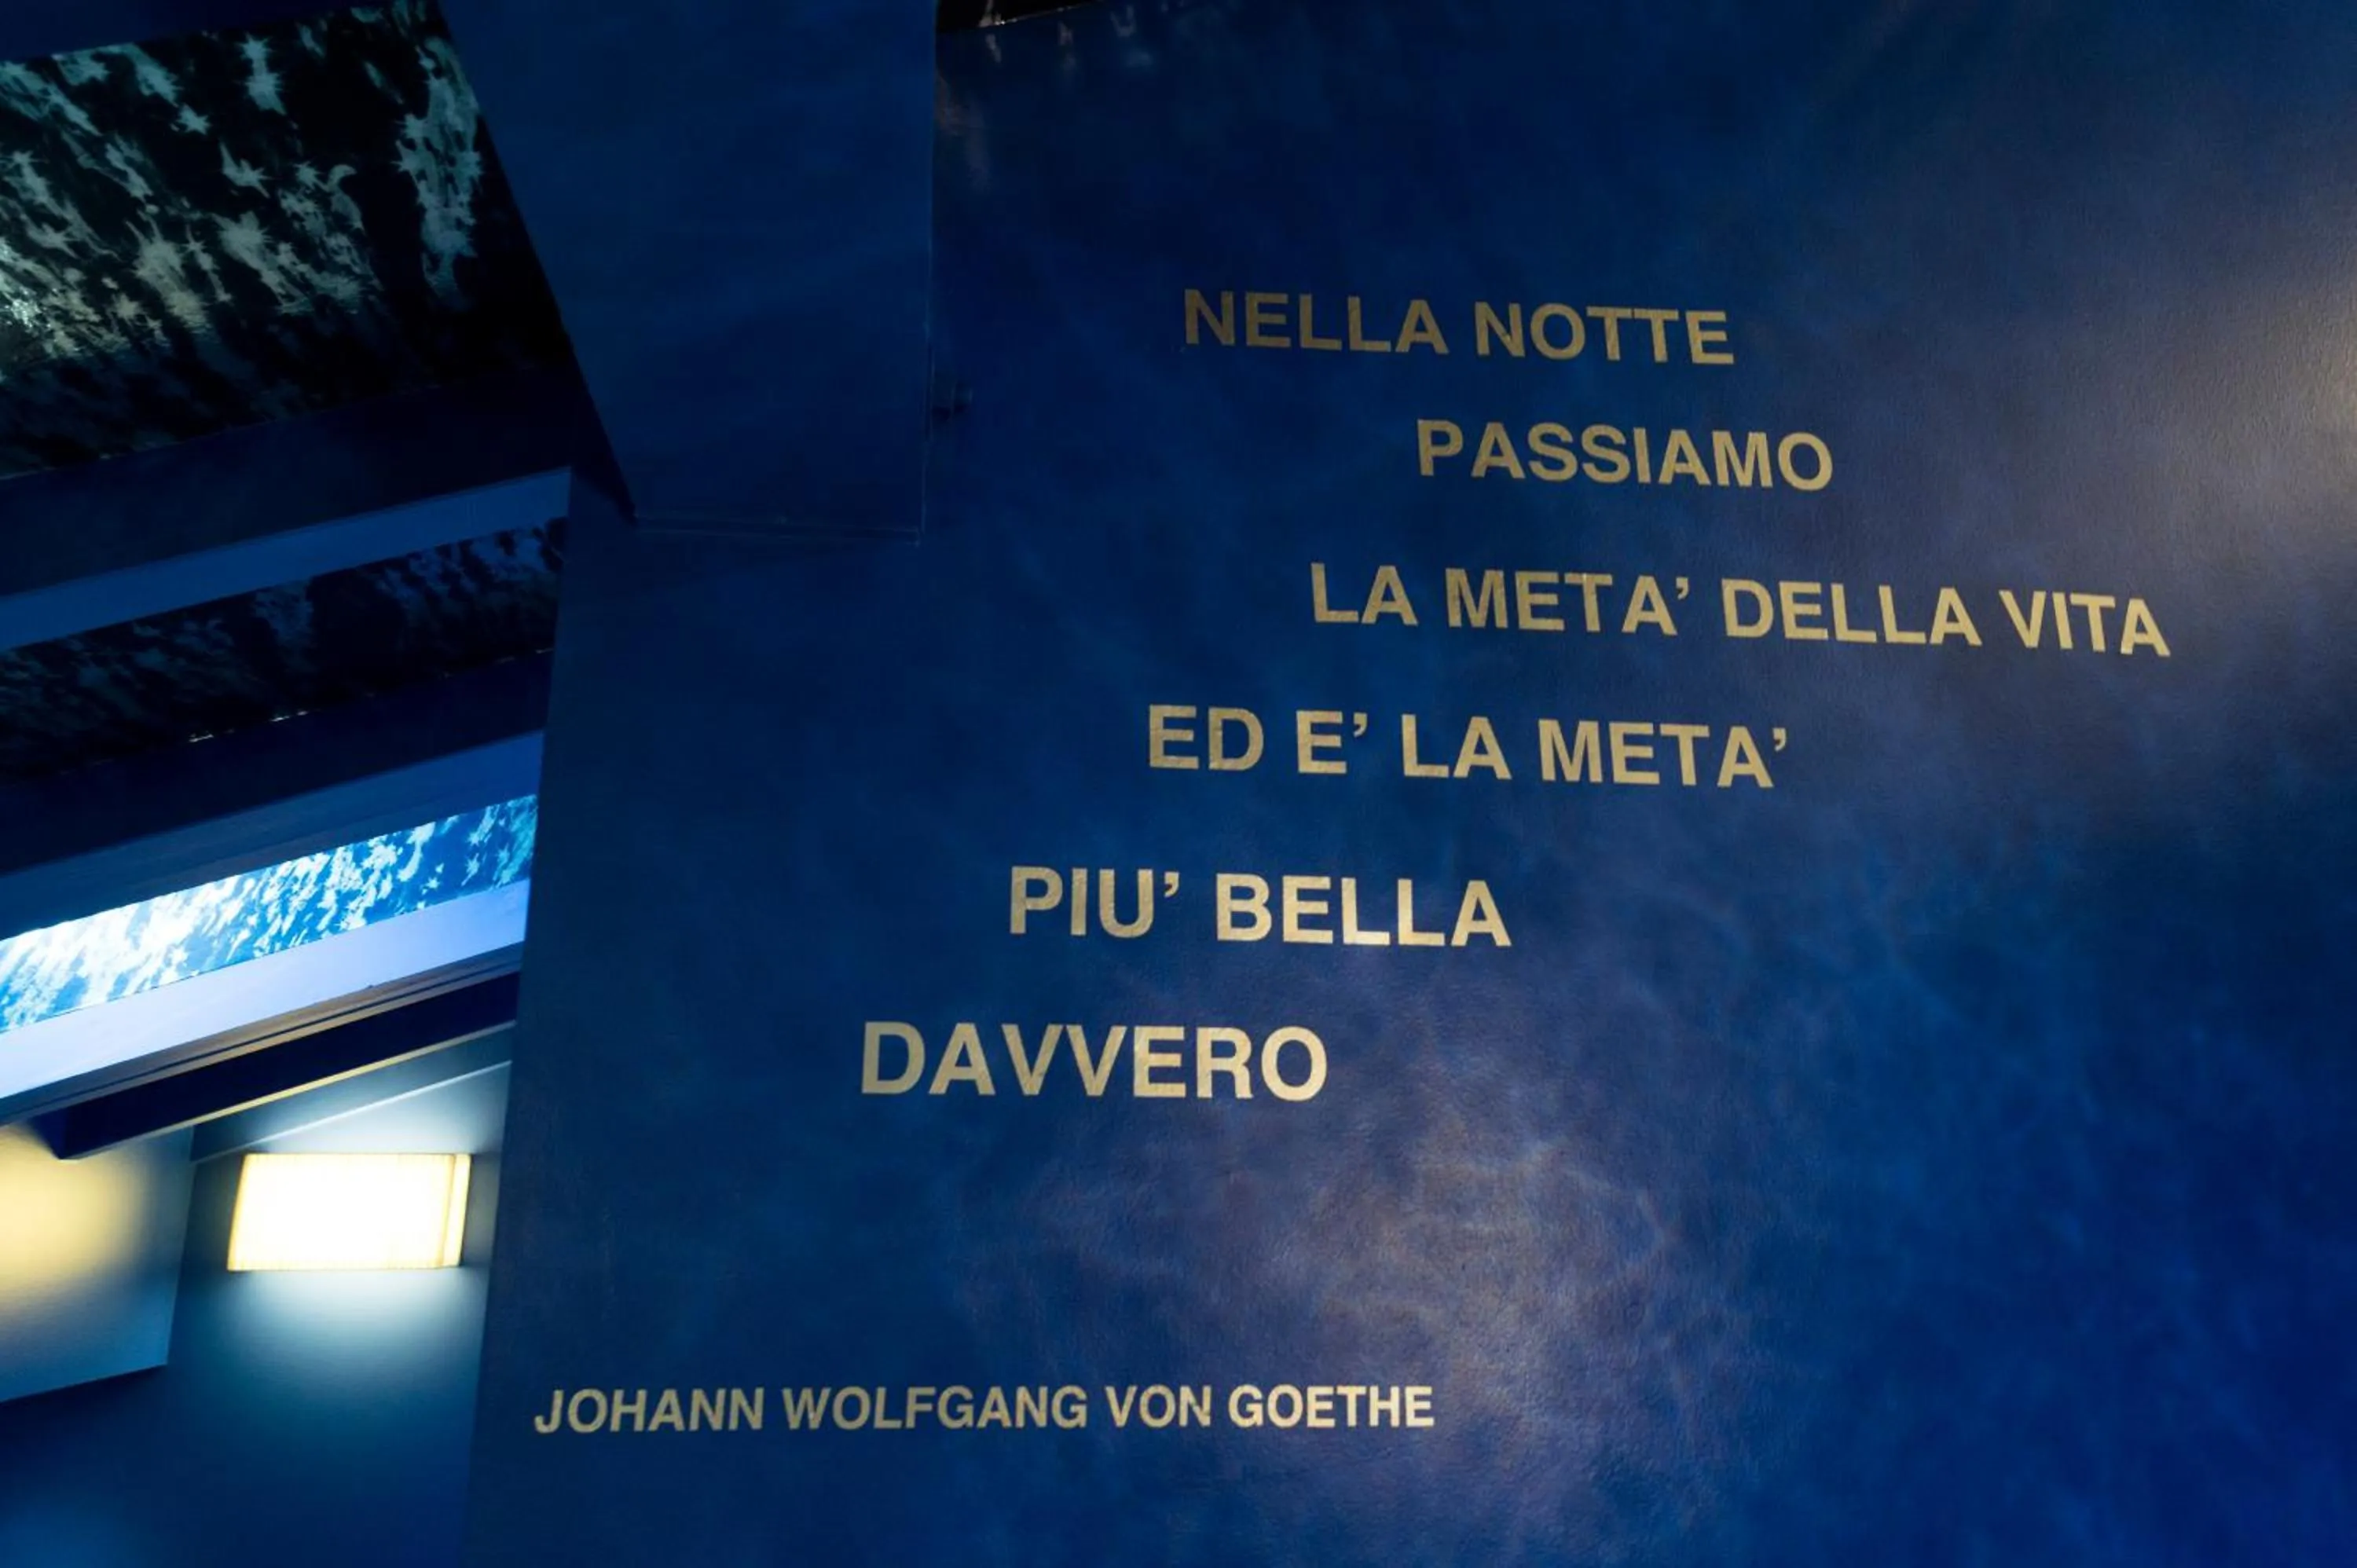 NELLA NOTTE
PASSIAMO
LA META’ DELLA VITA
ED E’ LA META’
PIU’ BELLA
DAVVERO
JOHANN WOLFGANG VON GOETHE